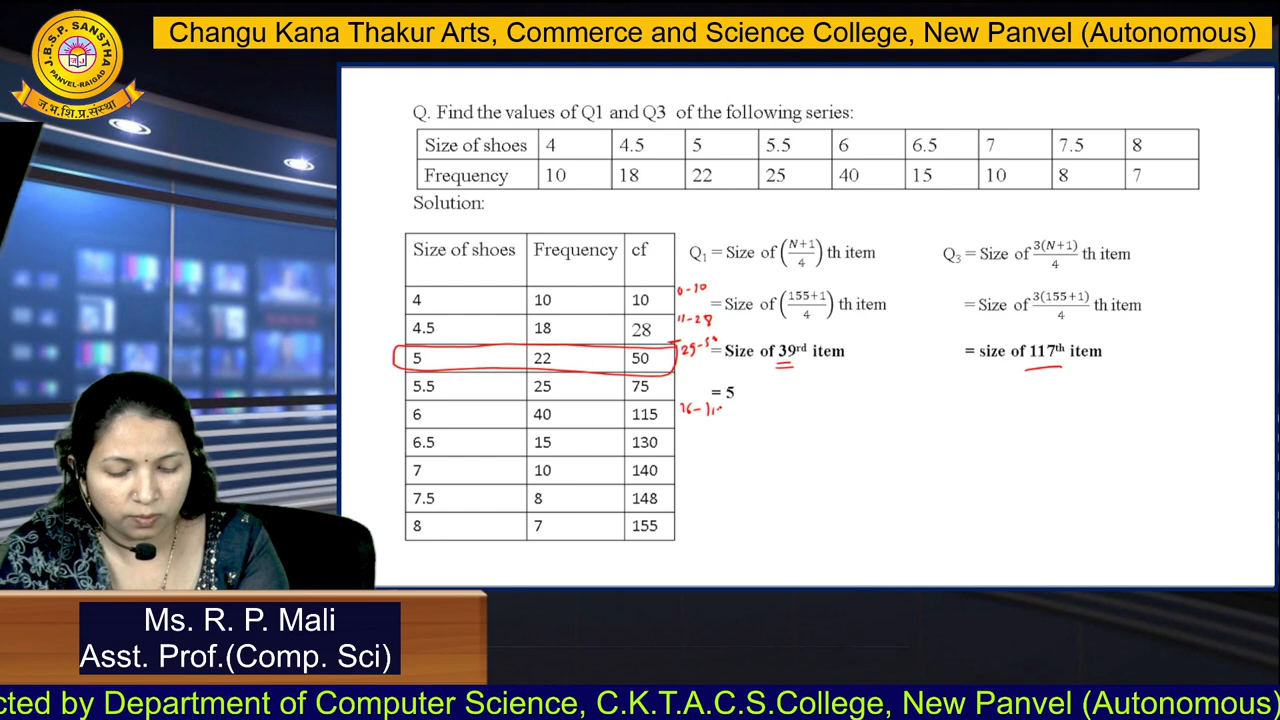 Changu Kana Thakur Arts, Commerce and Science College, New Panvel (Autonomous)
J.B.S.P. SANSTHA
PANVEL-RAIGAD
ज.भ.शि.प्र.संस्था
Q. Find the values of Q1 and Q3 of the following series:
Size of shoes 4 4.5 5 5.5 6 6.5 7 7.5 8
Frequency 10 18 22 25 40 15 10 8 7
Solution:
Size of shoes Frequency cf
4 10 10
4.5 18 28
5 22 50
5.5 25 75
6 40 115
6.5 15 130
7 10 140
7.5 8 148
8 7 155
0-10
11-28
29-50
Q₁ = Size of (N+1/4) th item
= Size of (155+1/4) th item
= Size of 39rd item
= 5
Q₃ = Size of 3(N+1)/4 th item
= Size of 3(155+1)/4 th item
= size of 117th item
Ms. R. P. Mali
Asst. Prof.(Comp. Sci)
cted by Department of Computer Science, C.K.T.A.C.S.College, New Panvel (Autonomous)